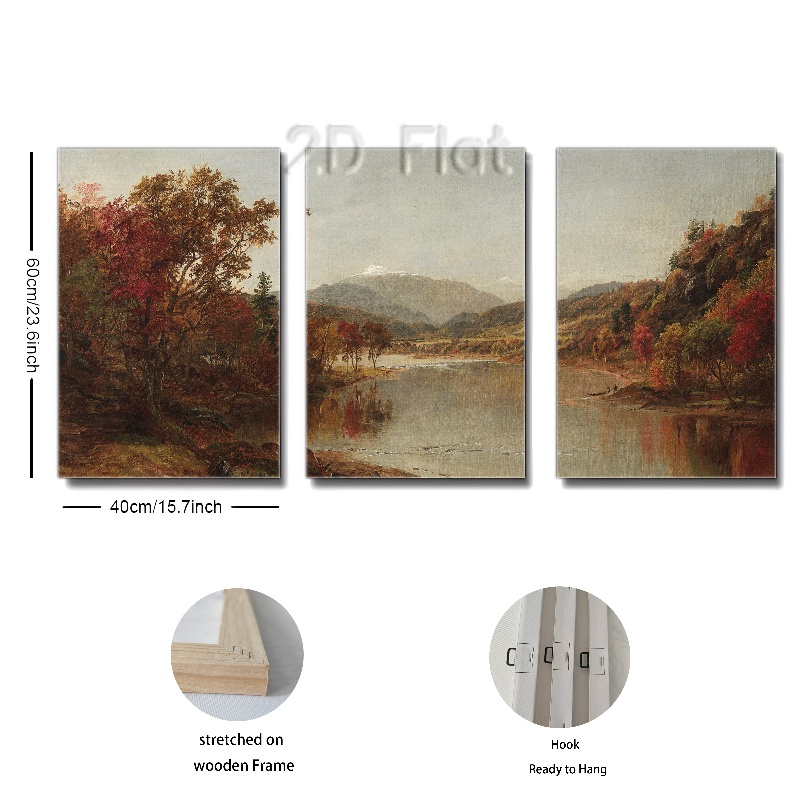 2D Flat
60cm/23.6inch
40cm/15.7inch
stretched on
wooden Frame
Hook
Ready to Hang